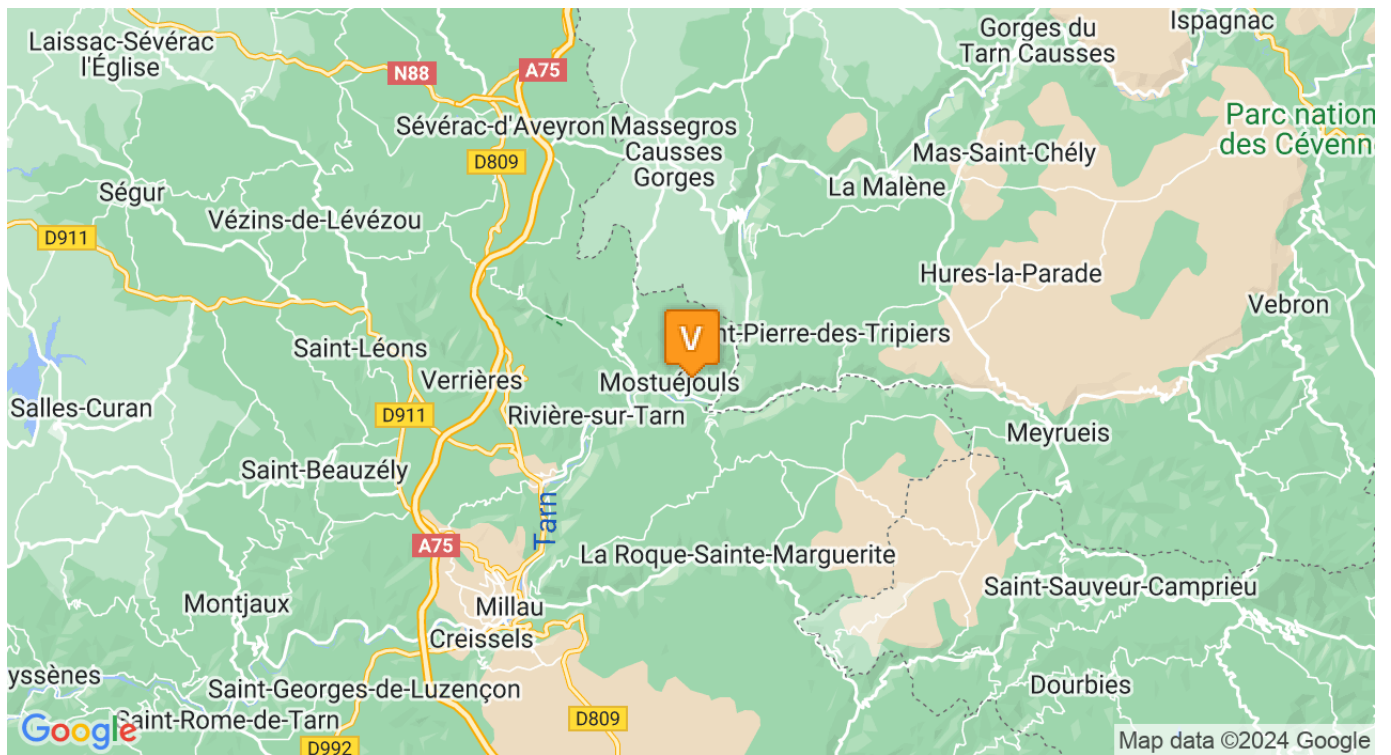 Ispagnac
Gorges du
Tarn Causses
Laissac-Sévérac
l'Église
N88
A75
Parc nation
des Cévenne
Sévérac-d'Aveyron
Massegros
Causses
Gorges
D809
Mas-Saint-Chély
La Malène
Ségur
Vézins-de-Lévézou
D911
Hures-la-Parade
Vebron
V
nt-Pierre-des-Tripiers
Saint-Léons
Verrières
Mostuéjouls
Salles-Curan
D911
Rivière-sur-Tarn
Meyrueis
Saint-Beauzély
Tarn
A75
La Roque-Sainte-Marguerite
Saint-Sauveur-Camprieu
Montjaux
Millau
Creissels
yssènes
Saint-Georges-de-Luzençon
Dourbies
Google
Saint-Rome-de-Tarn
D809
D992
Map data ©2024 Google